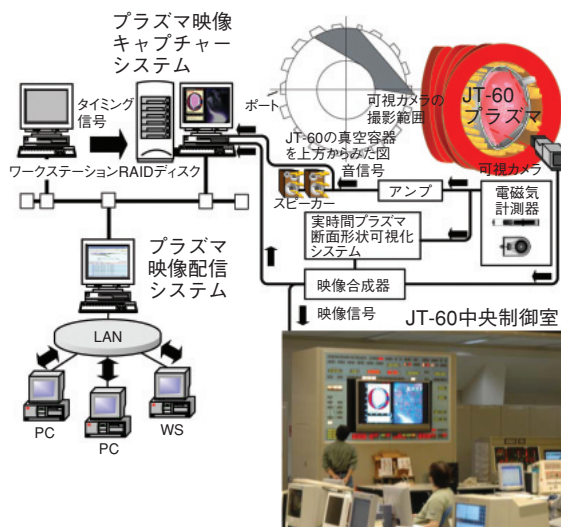 プラズマ映像
キャプチャー
システム
タイミング
信号
ワークステーション
RAIDディスク
ポート
可視カメラの
撮影範囲
JT-60の真空容器
を上方からみた図
JT-60
プラズマ
可視カメラ
音信号
スピーカー
アンプ
電磁気
計測器
実時間プラズマ
断面形状可視化
システム
映像合成器
映像信号
プラズマ
映像配信
システム
LAN
PC
PC
WS
JT-60中央制御室